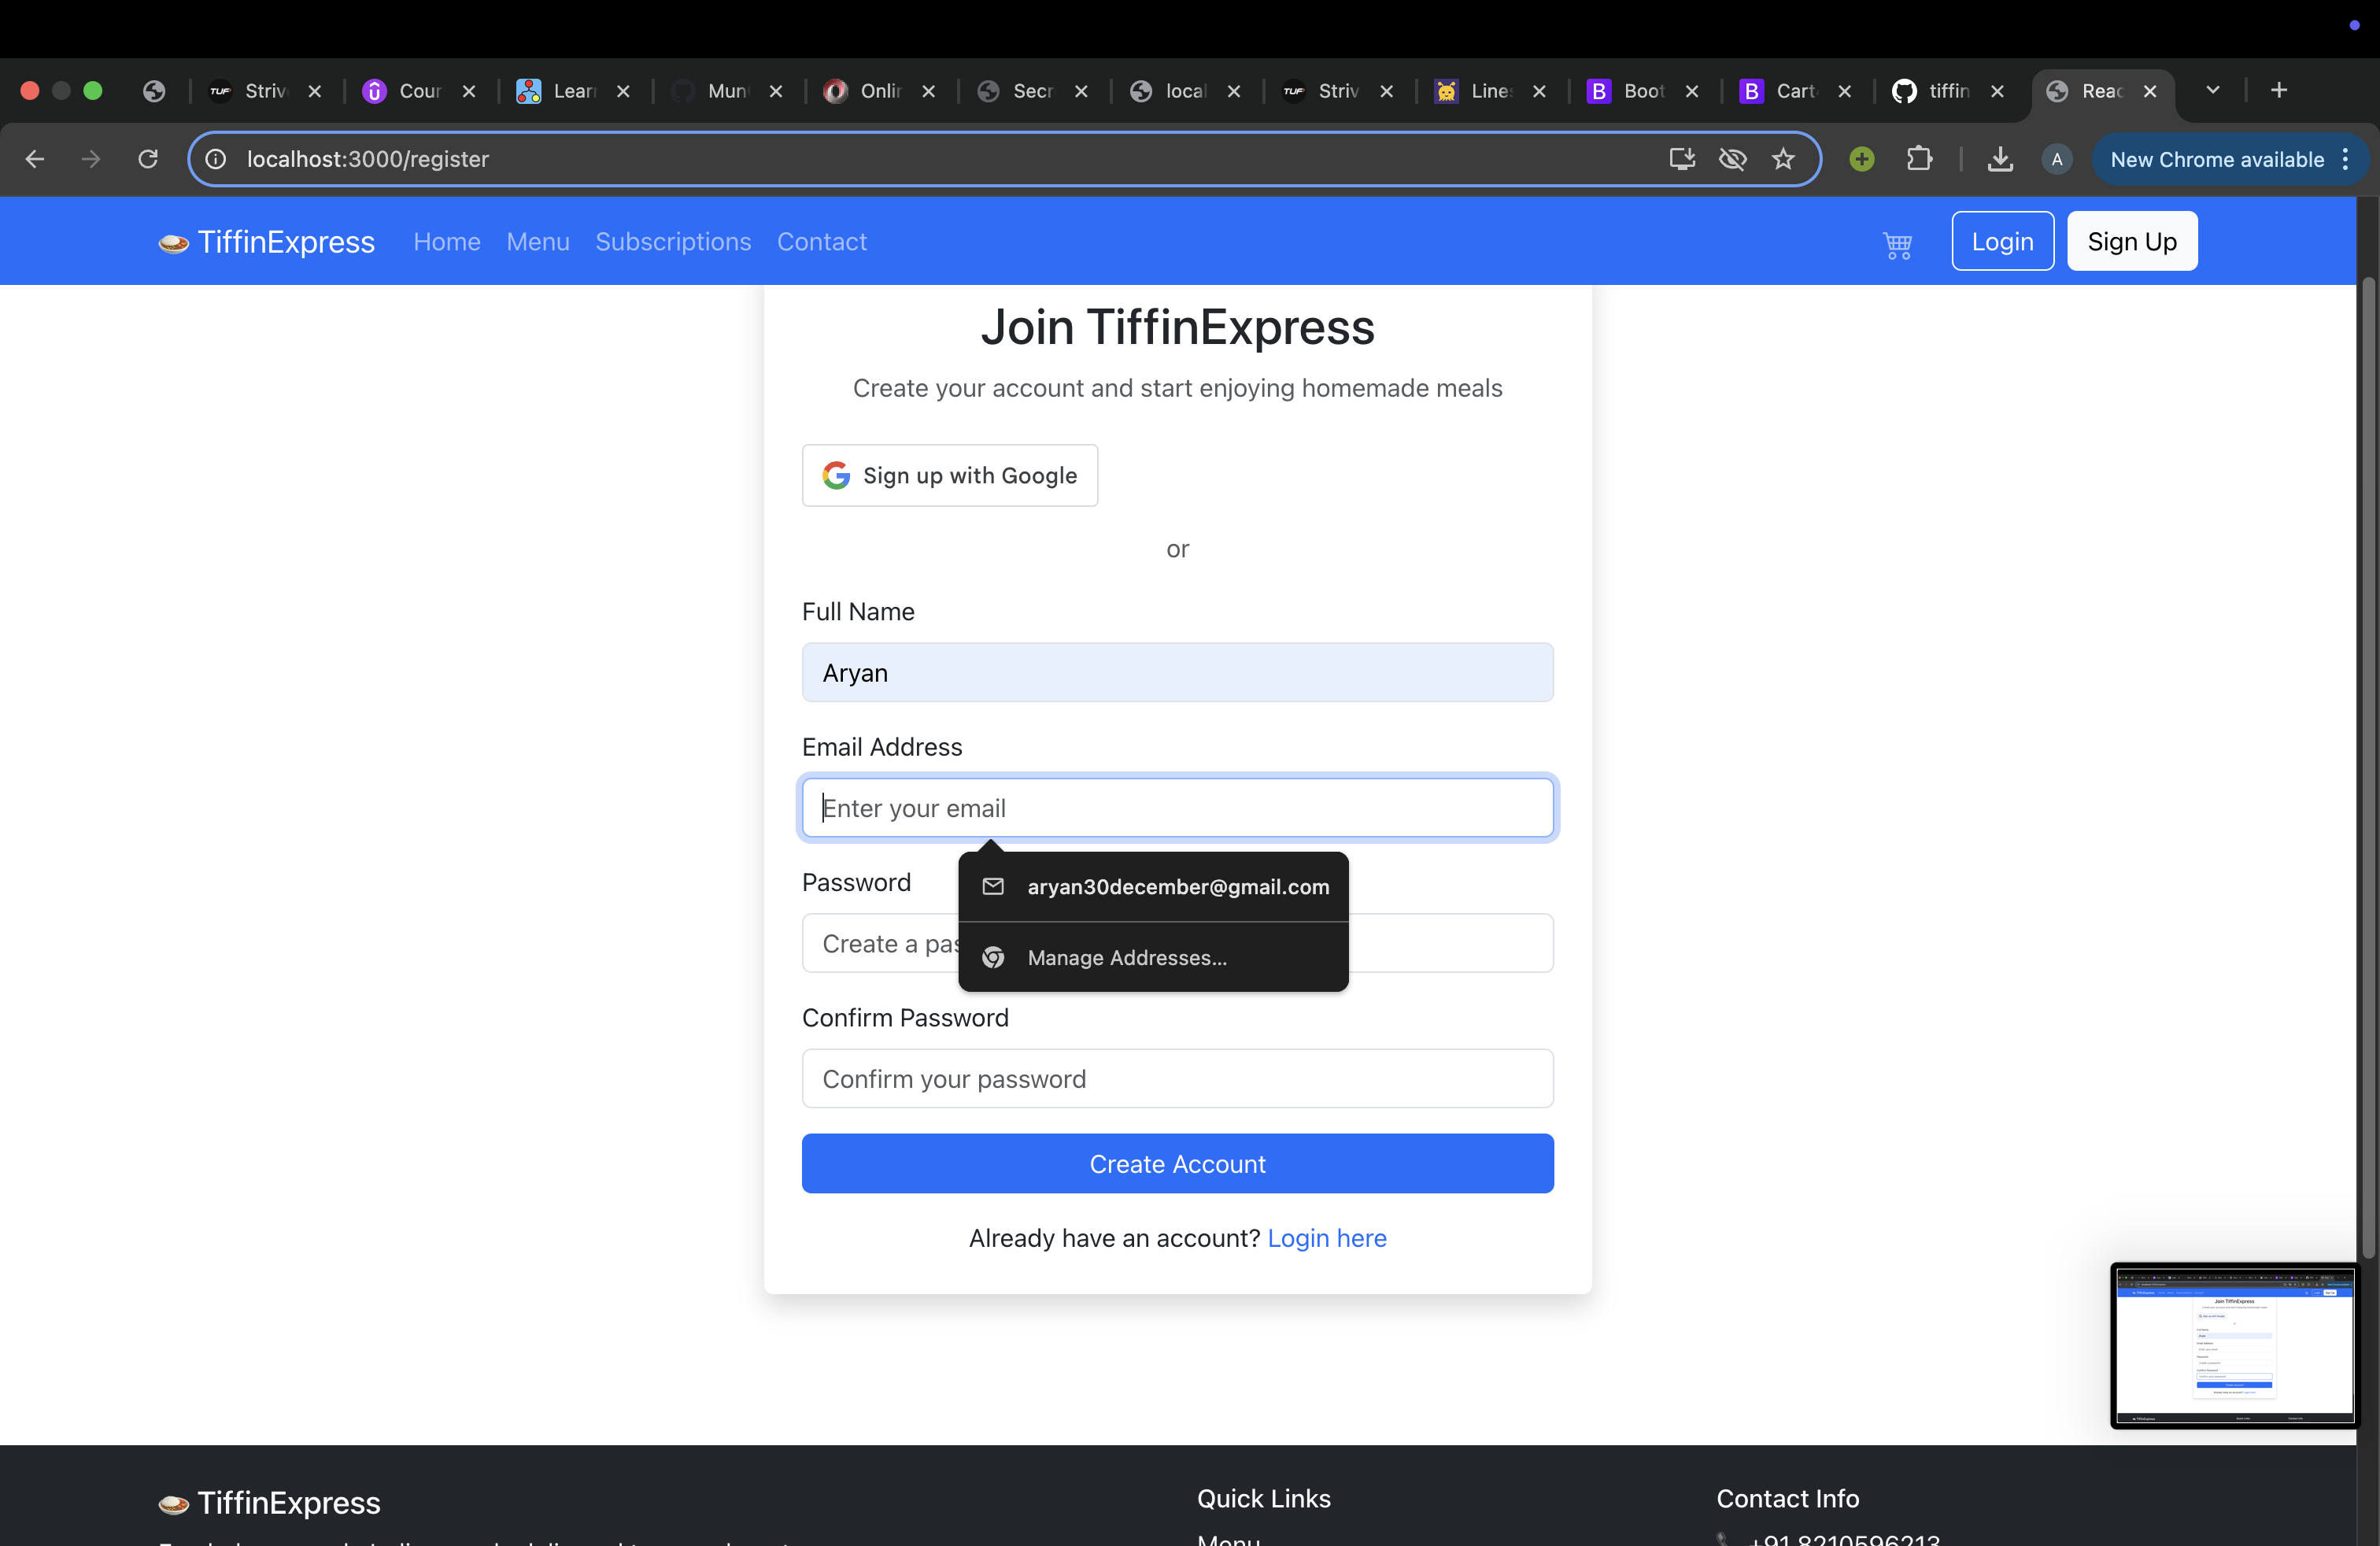 Striv
Cour
Lear
Mun
Onlin
Secr
local
Striv
Lines
Boot
Cart
tiffin
Reac
localhost:3000/register
A
New Chrome available
TiffinExpress
Home
Menu
Subscriptions
Contact
Login
Sign Up
Join TiffinExpress
Create your account and start enjoying homemade meals
Sign up with Google
or
Full Name
Aryan
Email Address
Enter your email
aryan30december@gmail.com
Manage Addresses...
Password
Create a pas
Confirm Password
Confirm your password
Create Account
Already have an account? Login here
TiffinExpress
Quick Links
Contact Info
Menu
+91 8210596213